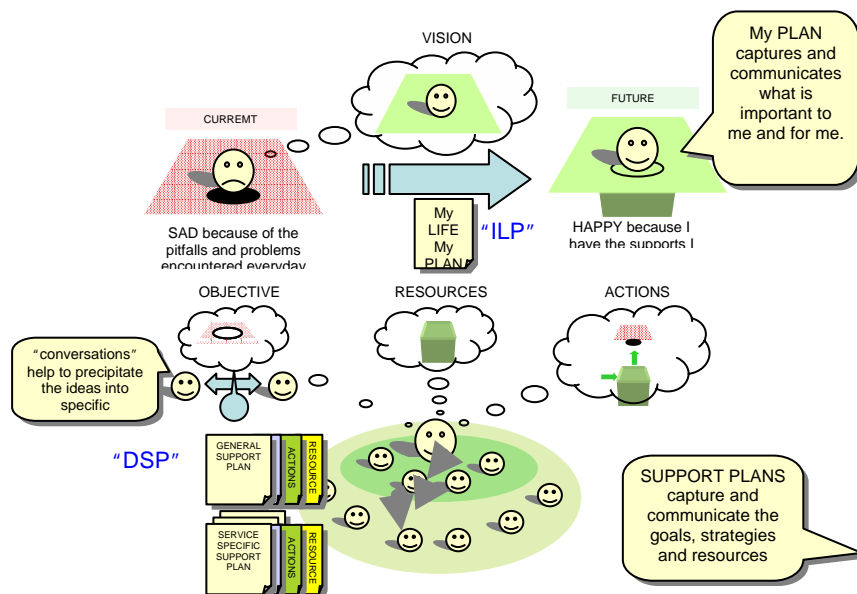 VISION
My PLAN
captures and
communicates
what is
important to
me and for me.
CURREMT
FUTURE
SAD because of the
pitfalls and problems
encountered everyday
My
LIFE
My
PLAN
"ILP"
HAPPY because I
have the supports I
OBJECTIVE
RESOURCES
ACTIONS
"conversations"
help to precipitate
the ideas into
specific
"DSP"
GENERAL
SUPPORT
PLAN
ACTIONS
RESOURCE
SERVICE
SPECIFIC
SUPPORT
PLAN
ACTIONS
RESOURCE
SUPPORT PLANS
capture and
communicate the
goals, strategies
and resources